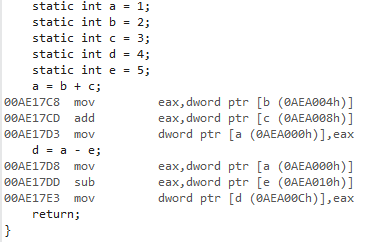 static int a = 1;
static int b = 2;
static int c = 3;
static int d = 4;
static int e = 5;
a = b + c;
00AE17C8 mov eax,dword ptr [b (0AEA004h)]
00AE17CD add eax,dword ptr [c (0AEA008h)]
00AE17D3 mov dword ptr [a (0AEA000h)],eax
d = a - e;
00AE17D8 mov eax,dword ptr [a (0AEA000h)]
00AE17DD sub eax,dword ptr [e (0AEA010h)]
00AE17E3 mov dword ptr [d (0AEA00Ch)],eax
return;
}